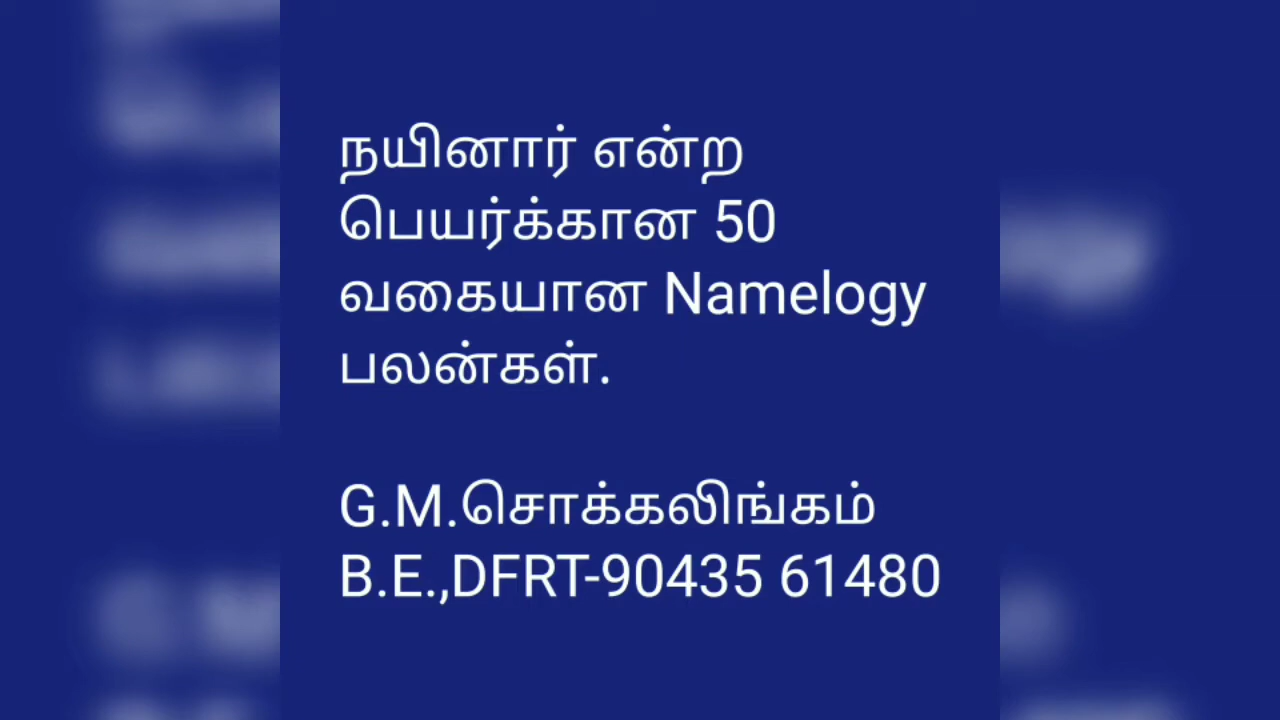 நயினார் என்ற
பெயர்க்கான 50
வகையான Namelogy
பலன்கள்.
G.M.சொக்கலிங்கம்
B.E.,DFRT-90435 61480